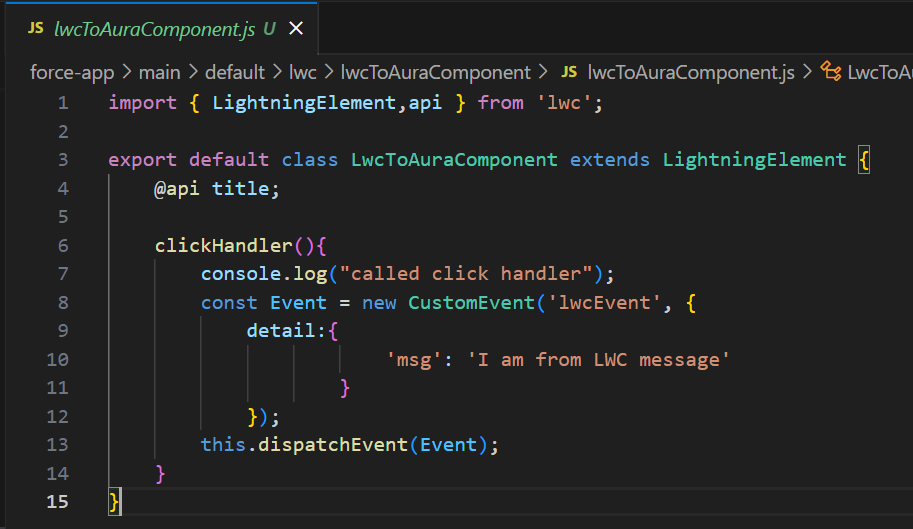 JS lwcToAuraComponent.js U ×
force-app > main > default > lwc > lwcToAuraComponent > JS lwcToAuraComponent.js > LwcToAu
1 import { LightningElement,api } from 'lwc';
2
3 export default class LwcToAuraComponent extends LightningElement {
4 @api title;
5
6 clickHandler(){
7 console.log("called click handler");
8 const Event = new CustomEvent('lwcEvent', {
9 detail:{
10 'msg': 'I am from LWC message'
11 }
12 });
13 this.dispatchEvent(Event);
14 }
15 }